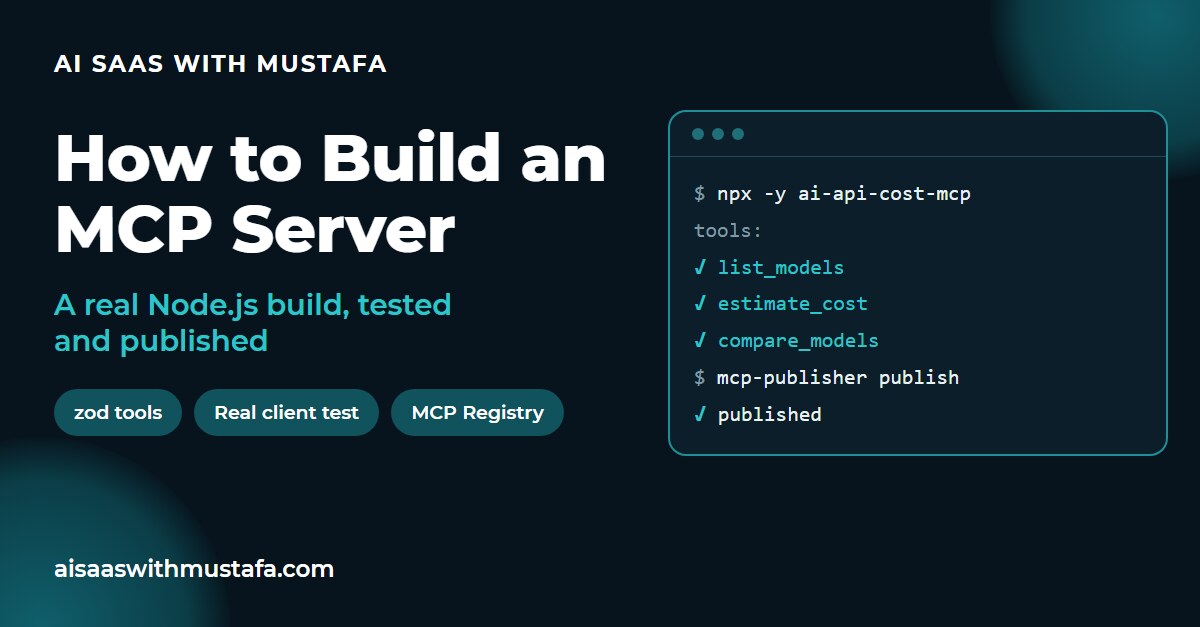 AI SAAS WITH MUSTAFA
How to Build an
MCP Server
A real Node.js build, tested
and published
zod tools
Real client test
MCP Registry
$ npx -y ai-api-cost-mcp
tools:
✓ list_models
✓ estimate_cost
✓ compare_models
$ mcp-publisher publish
✓ published
aisaaswithmustafa.com